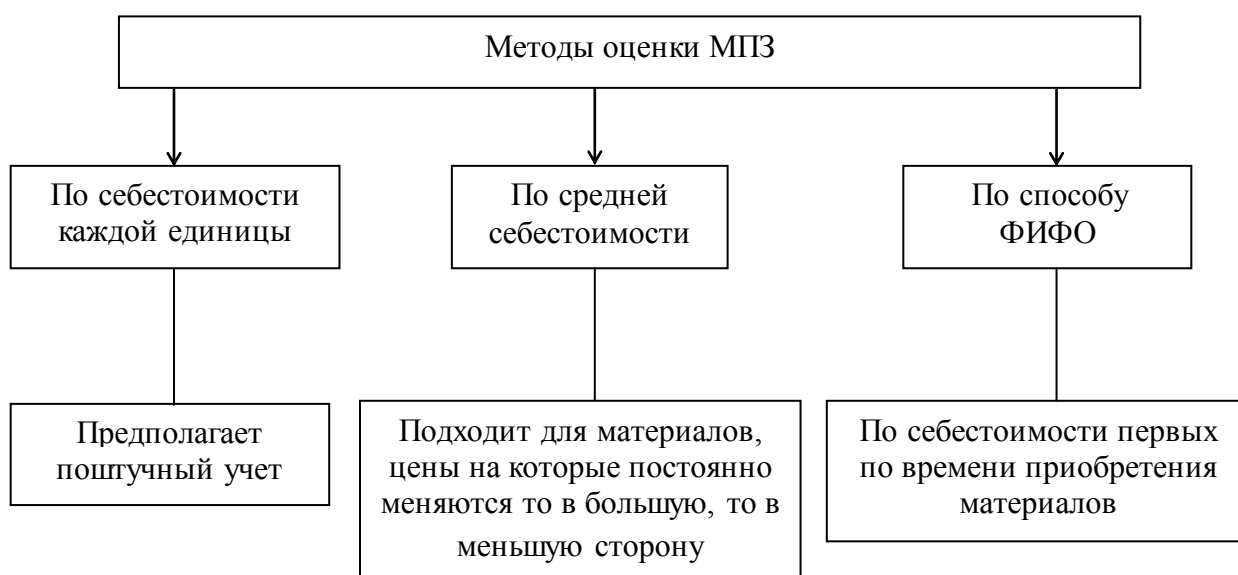 Методы оценки МПЗ
По себестоимости
каждой единицы
По средней
себестоимости
По способу
ФИФО
Предполагает
поштучный учет
Подходит для материалов,
цены на которые постоянно
меняются то в большую, то в
меньшую сторону
По себестоимости первых
по времени приобретения
материалов